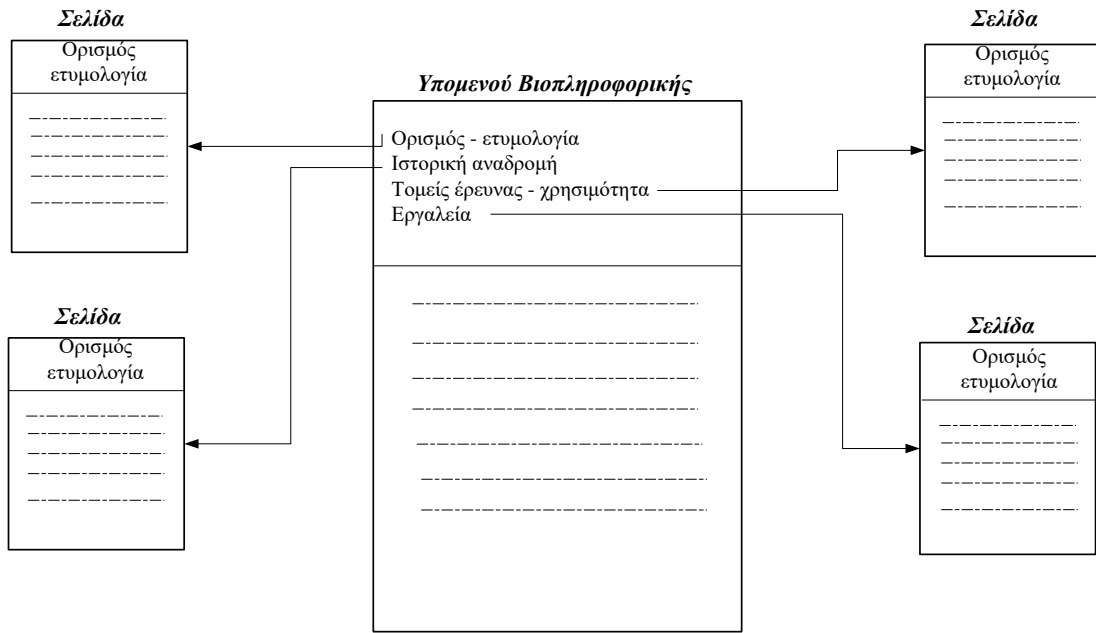 Σελίδα
Ορισμός
ετυμολογία
Υπομενού Βιοπληροφορικής
Ορισμός - ετυμολογία
Ιστορική αναδρομή
Τομείς έρευνας - χρησιμότητα
Εργαλεία
Σελίδα
Ορισμός
ετυμολογία
Σελίδα
Ορισμός
ετυμολογία
Σελίδα
Ορισμός
ετυμολογία